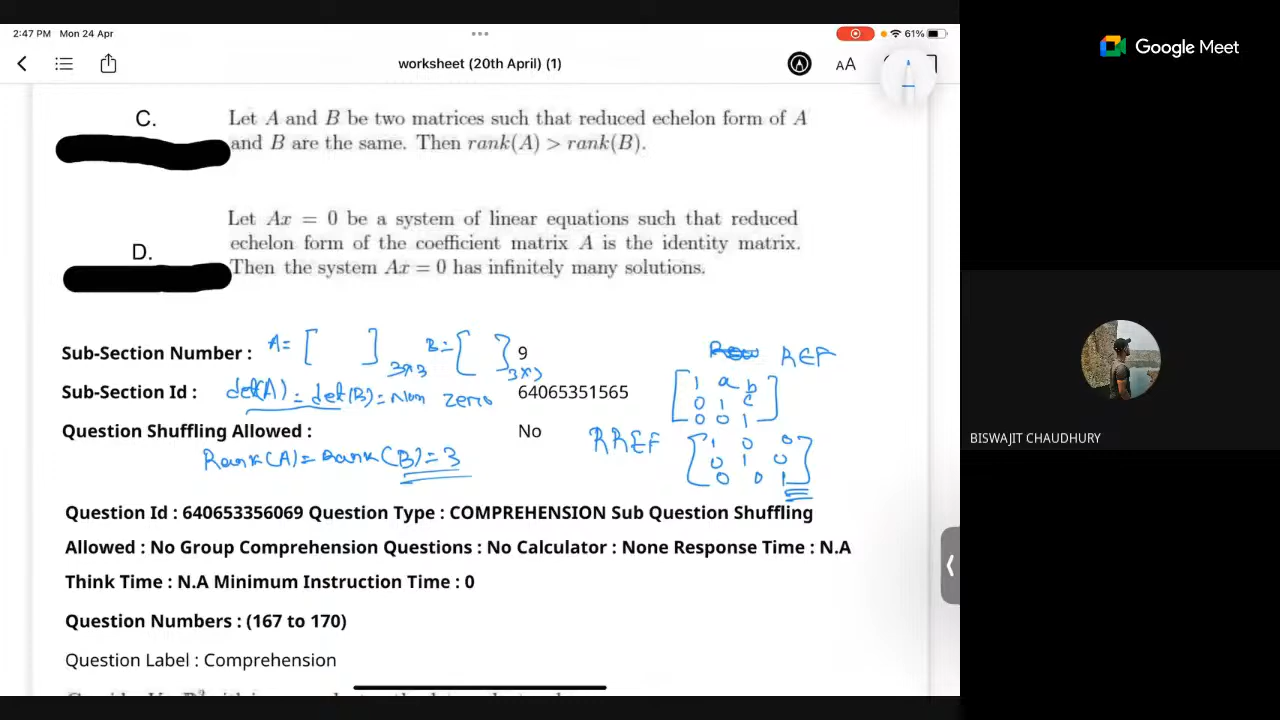 2:47 PM Mon 24 Apr
61%
worksheet (20th April) (1)
AA
Google Meet
C.
Let A and B be two matrices such that reduced echelon form of A
and B are the same. Then rank(A) > rank(B).
D.
Let Ax = 0 be a system of linear equations such that reduced
echelon form of the coefficient matrix A is the identity matrix.
Then the system Ax = 0 has infinitely many solutions.
A = [ ] 3x3 B = [ ] 3x3
Sub-Section Number : 9
REF
Sub-Section Id : 64065351565
det(A) = det(B) = Non zero
1 a b
0 1 c
0 0 1
Question Shuffling Allowed : No
RREF
1 0 0
0 1 0
0 0 1
Rank(A) = Rank(B) = 3
BISWAJIT CHAUDHURY
Question Id : 640653356069 Question Type : COMPREHENSION Sub Question Shuffling
Allowed : No Group Comprehension Questions : No Calculator : None Response Time : N.A
Think Time : N.A Minimum Instruction Time : 0
Question Numbers : (167 to 170)
Question Label : Comprehension